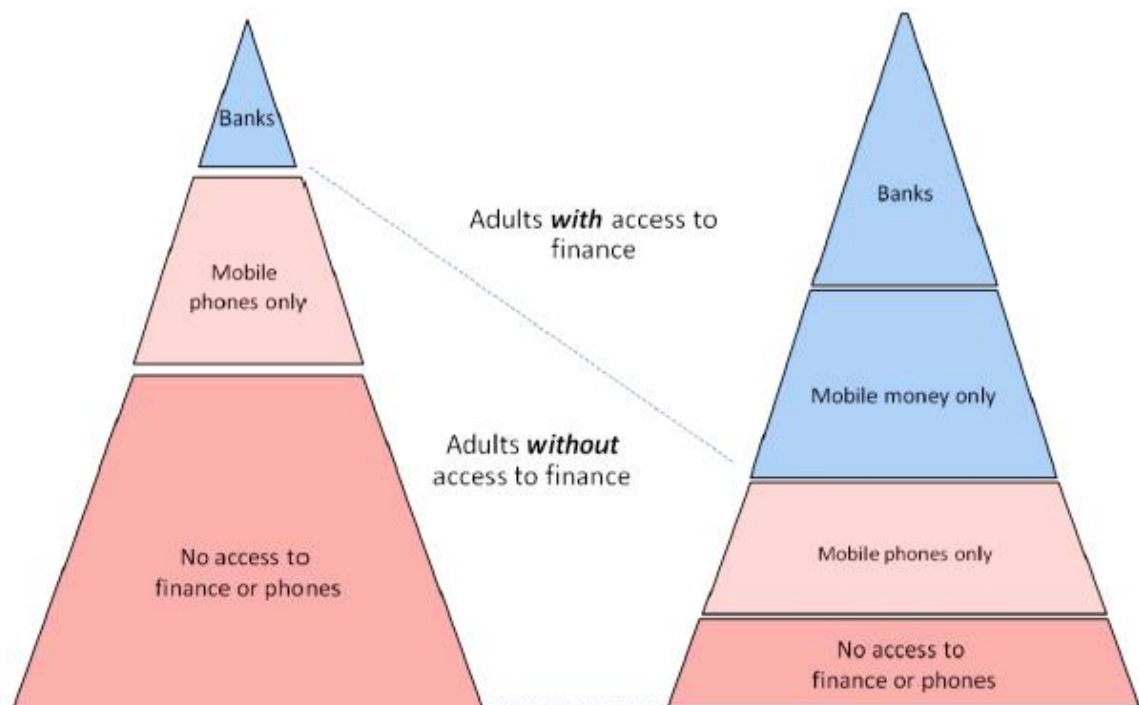 Banks
Mobile
phones only
No access to
finance or phones
Adults with access to
finance
Adults without
access to finance
Banks
Mobile money only
Mobile phones only
No access to
finance or phones